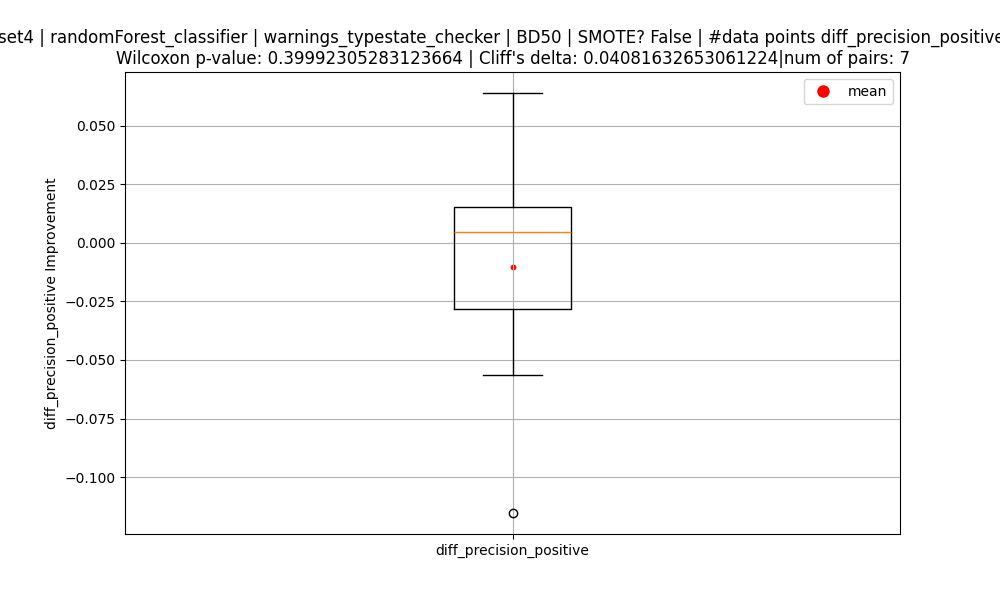 set4 | randomForest_classifier | warnings_typestate_checker | BD50 | SMOTE? False | #data points diff_precision_positive
Wilcoxon p-value: 0.39992305283123664 | Cliff's delta: 0.04081632653061224|num of pairs: 7
mean
0.050
0.025
0.000
−0.025
−0.050
−0.075
−0.100
diff_precision_positive Improvement
diff_precision_positive